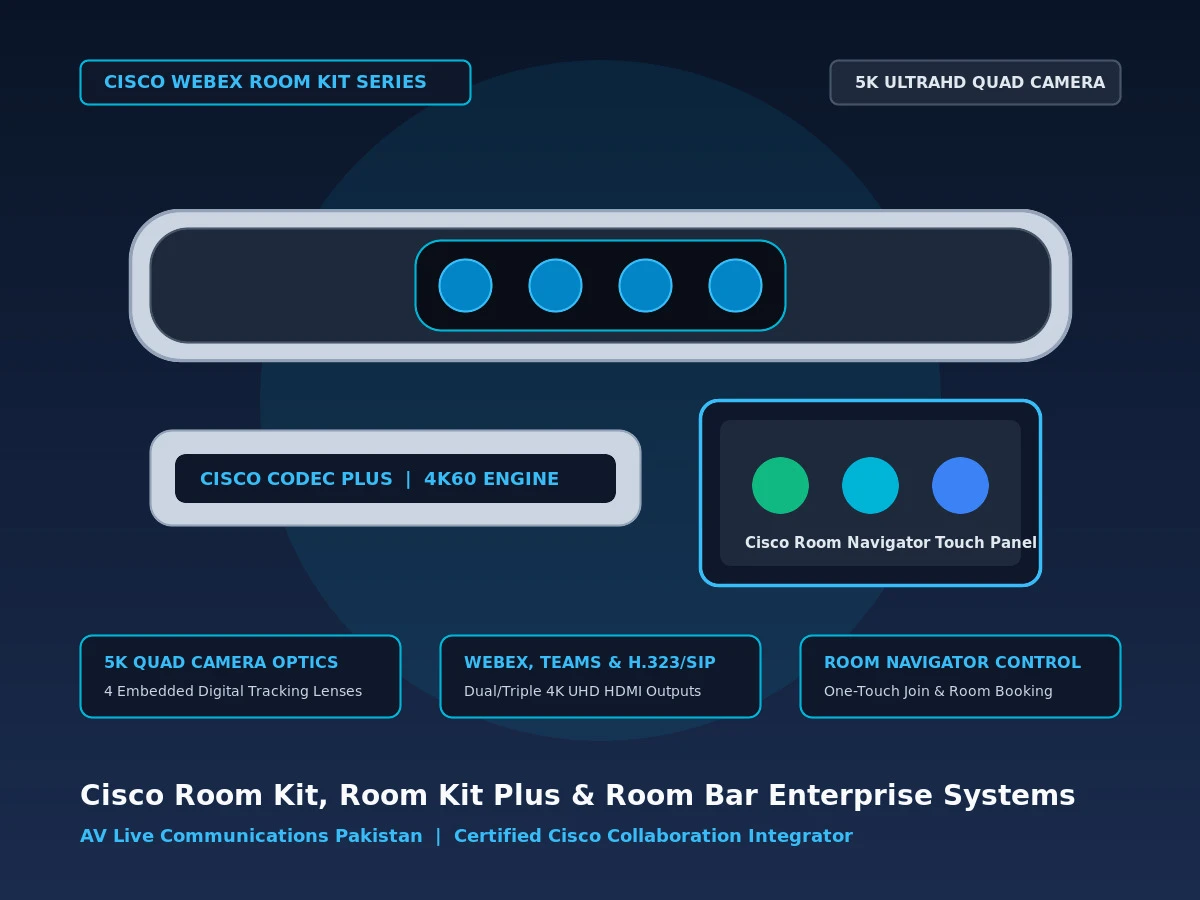 CISCO WEBEX ROOM KIT SERIES
5K ULTRAHD QUAD CAMERA
CISCO CODEC PLUS | 4K60 ENGINE
Cisco Room Navigator Touch Panel
5K QUAD CAMERA OPTICS
4 Embedded Digital Tracking Lenses
WEBEX, TEAMS & H.323/SIP
Dual/Triple 4K UHD HDMI Outputs
ROOM NAVIGATOR CONTROL
One-Touch Join & Room Booking
Cisco Room Kit, Room Kit Plus & Room Bar Enterprise Systems
AV Live Communications Pakistan | Certified Cisco Collaboration Integrator